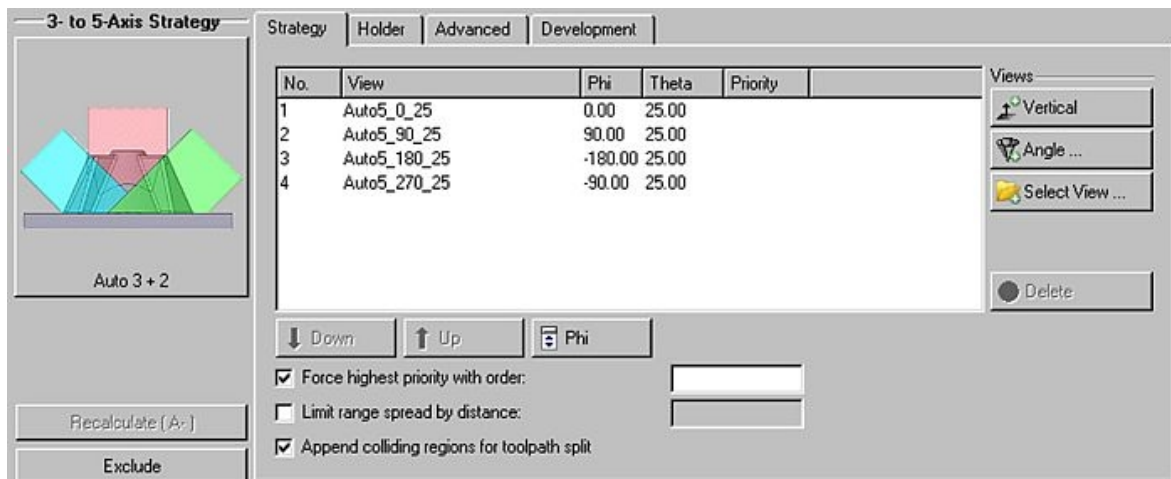 3- to 5-Axis Strategy
Strategy Holder Advanced Development
No. View Phi Theta Priority
1 Auto5_0_25 0.00 25.00
2 Auto5_90_25 90.00 25.00
3 Auto5_180_25 -180.00 25.00
4 Auto5_270_25 -90.00 25.00
Views
Vertical
Angle ...
Select View ...
Delete
Auto 3 + 2
Down Up Phi
Force highest priority with order:
Limit range spread by distance:
Append colliding regions for toolpath split
Recalculate ( A- )
Exclude